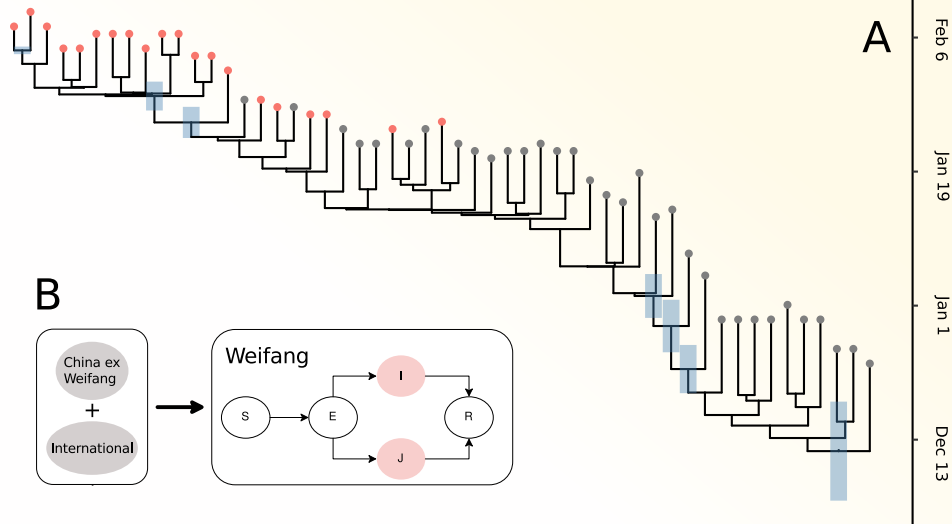 A
Feb 6
Jan 19
Jan 1
Dec 13
B
China ex
Weifang
+
International
Weifang
S
E
I
J
R